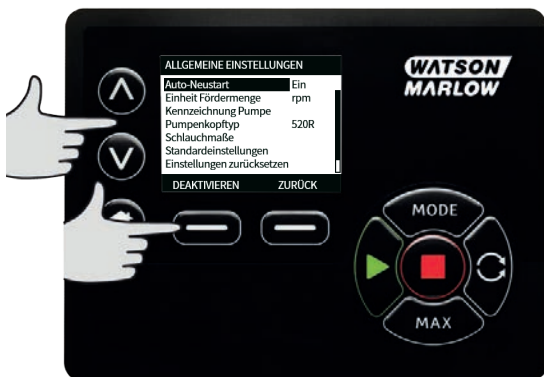 ALLGEMEINE EINSTELLUNGEN
Auto-Neustart Ein
Einheit Fördermenge rpm
Kennzeichnung Pumpe
Pumpenkopftyp 520R
Schlauchmaße
Standardeinstellungen
Einstellungen zurücksetzen
DEAKTIVIEREN ZURÜCK
WATSON
MARLOW
MODE
MAX